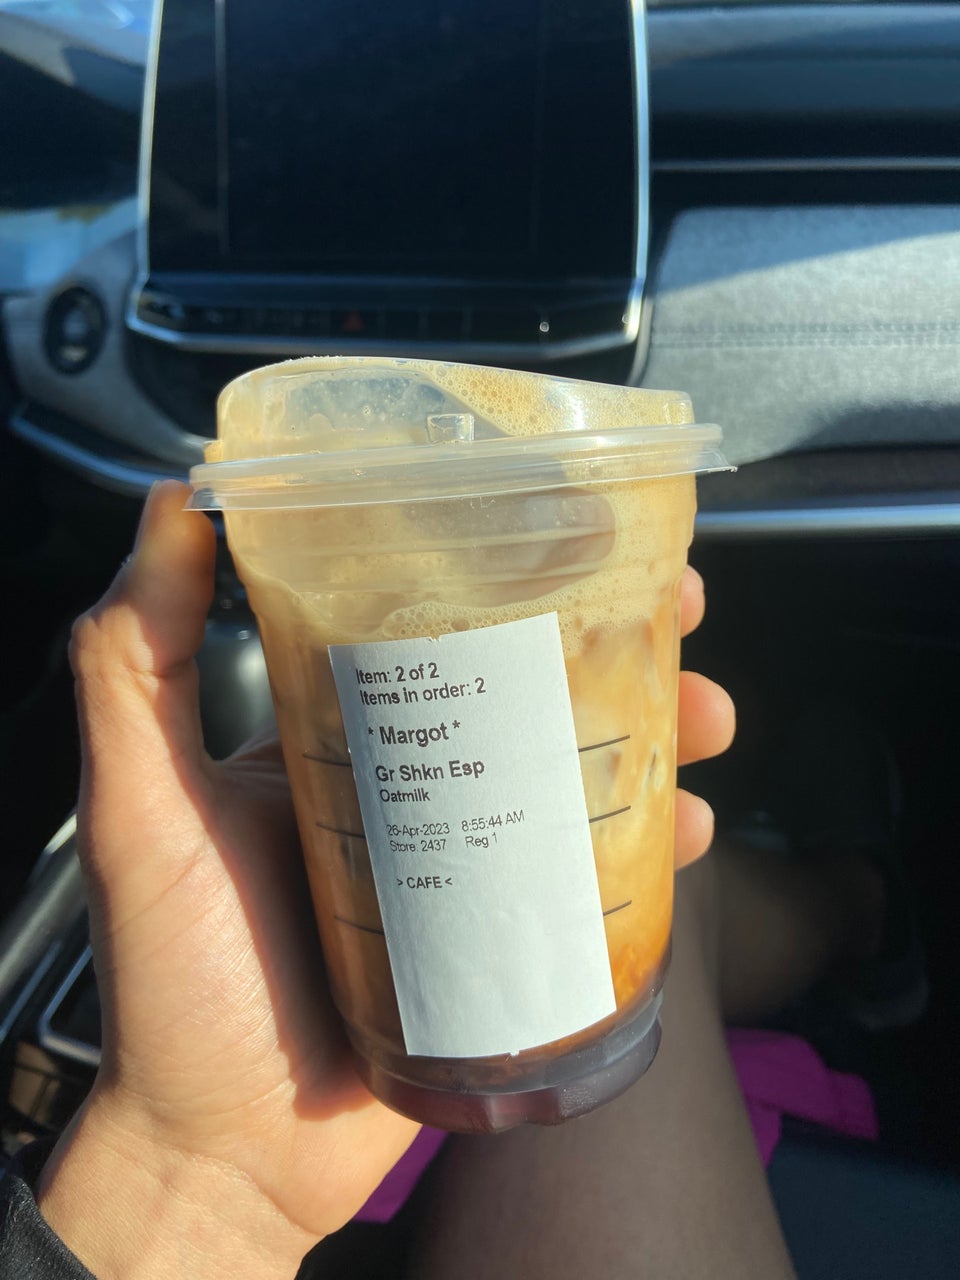 Item: 2 of 2
Items in order: 2
* Margot *
Gr Shkn Esp
Oatmilk
26-Apr-2023 8:55:44 AM
Store: 2437 Reg 1
> CAFE <